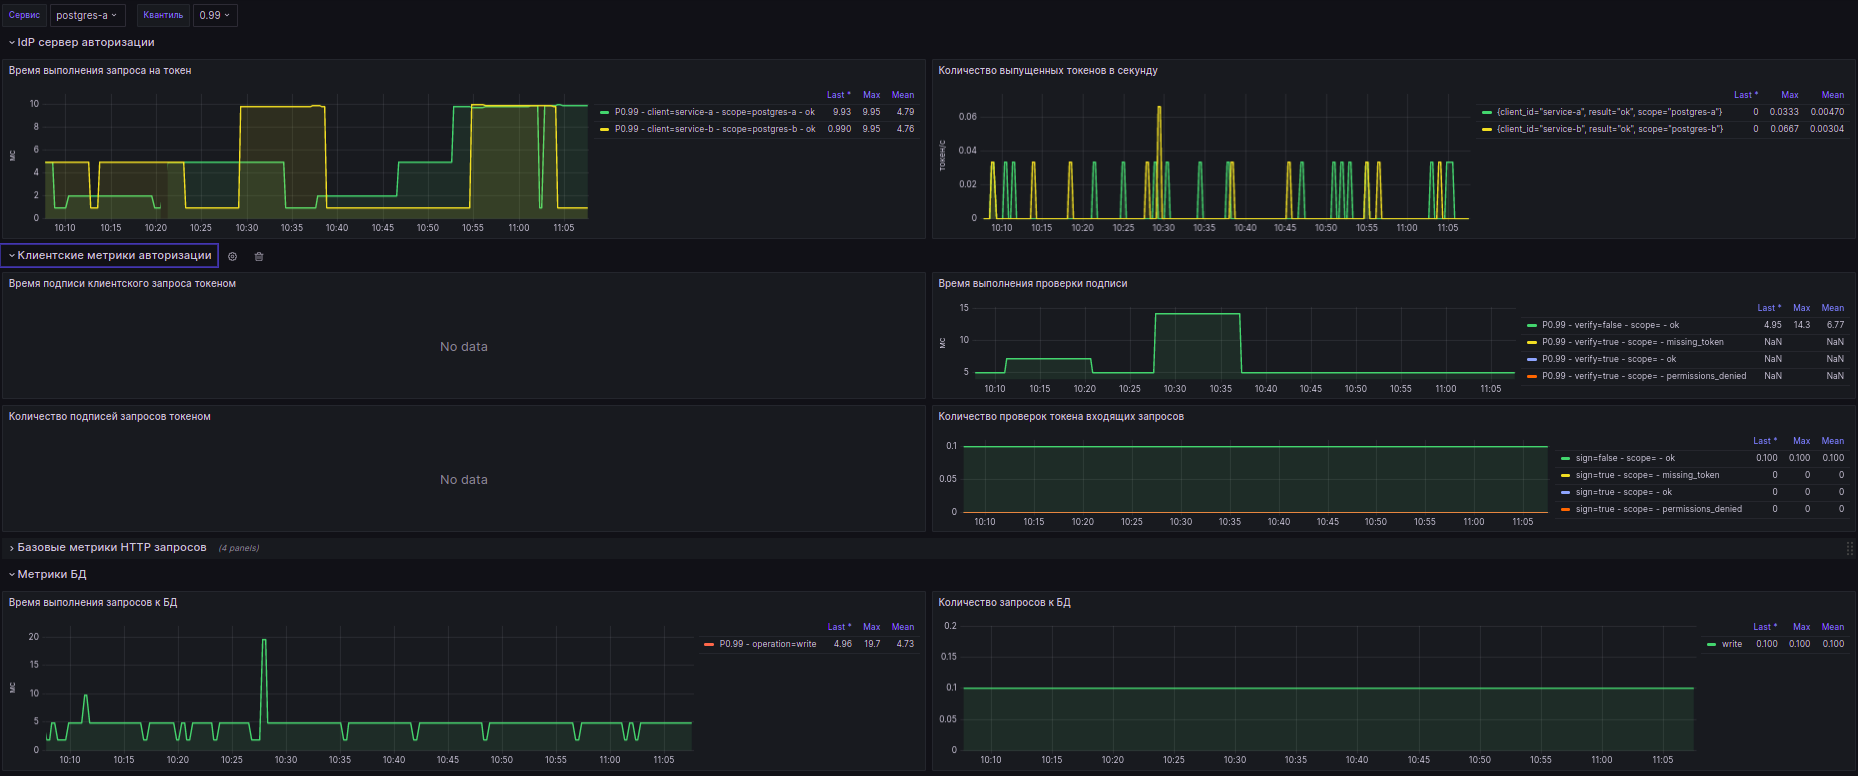 Сервис postgres-a Квантиль 0.99
IdP сервер авторизации
Время выполнения запроса на токен
Last * Max Mean
P0.99 - client=service-a - scope=postgres-a - ok 9.93 9.95 4.79
P0.99 - client=service-b - scope=postgres-b - ok 0.990 9.95 4.76
мс
10
8
6
4
2
0
10:10 10:15 10:20 10:25 10:30 10:35 10:40 10:45 10:50 10:55 11:00 11:05
Количество выпущенных токенов в секунду
Last * Max Mean
{client_id="service-a", result="ok", scope="postgres-a"} 0 0.0333 0.00470
{client_id="service-b", result="ok", scope="postgres-b"} 0 0.0667 0.00304
токен/с
0.06
0.04
0.02
0
10:10 10:15 10:20 10:25 10:30 10:35 10:40 10:45 10:50 10:55 11:00 11:05
Клиентские метрики авторизации
Время подписи клиентского запроса токеном
No data
Время выполнения проверки подписи
Last * Max Mean
P0.99 - verify=false - scope= - ok 4.95 14.3 6.77
P0.99 - verify=true - scope= - missing_token NaN NaN
P0.99 - verify=true - scope= - ok NaN NaN
P0.99 - verify=true - scope= - permissions_denied NaN NaN
мс
15
10
5
10:10 10:15 10:20 10:25 10:30 10:35 10:40 10:45 10:50 10:55 11:00 11:05
Количество подписей запросов токеном
No data
Количество проверок токена входящих запросов
Last * Max Mean
sign=false - scope= - ok 0.100 0.100 0.100
sign=true - scope= - missing_token 0 0 0
sign=true - scope= - ok 0 0 0
sign=true - scope= - permissions_denied 0 0 0
0.1
0.05
0
10:10 10:15 10:20 10:25 10:30 10:35 10:40 10:45 10:50 10:55 11:00 11:05
Базовые метрики HTTP запросов (4 panels)
Метрики БД
Время выполнения запросов к БД
Last * Max Mean
P0.99 - operation=write 4.96 19.7 4.73
мс
20
15
10
5
0
10:10 10:15 10:20 10:25 10:30 10:35 10:40 10:45 10:50 10:55 11:00 11:05
Количество запросов к БД
Last * Max Mean
write 0.100 0.100 0.100
0.2
0.15
0.1
0.05
0
10:10 10:15 10:20 10:25 10:30 10:35 10:40 10:45 10:50 10:55 11:00 11:05